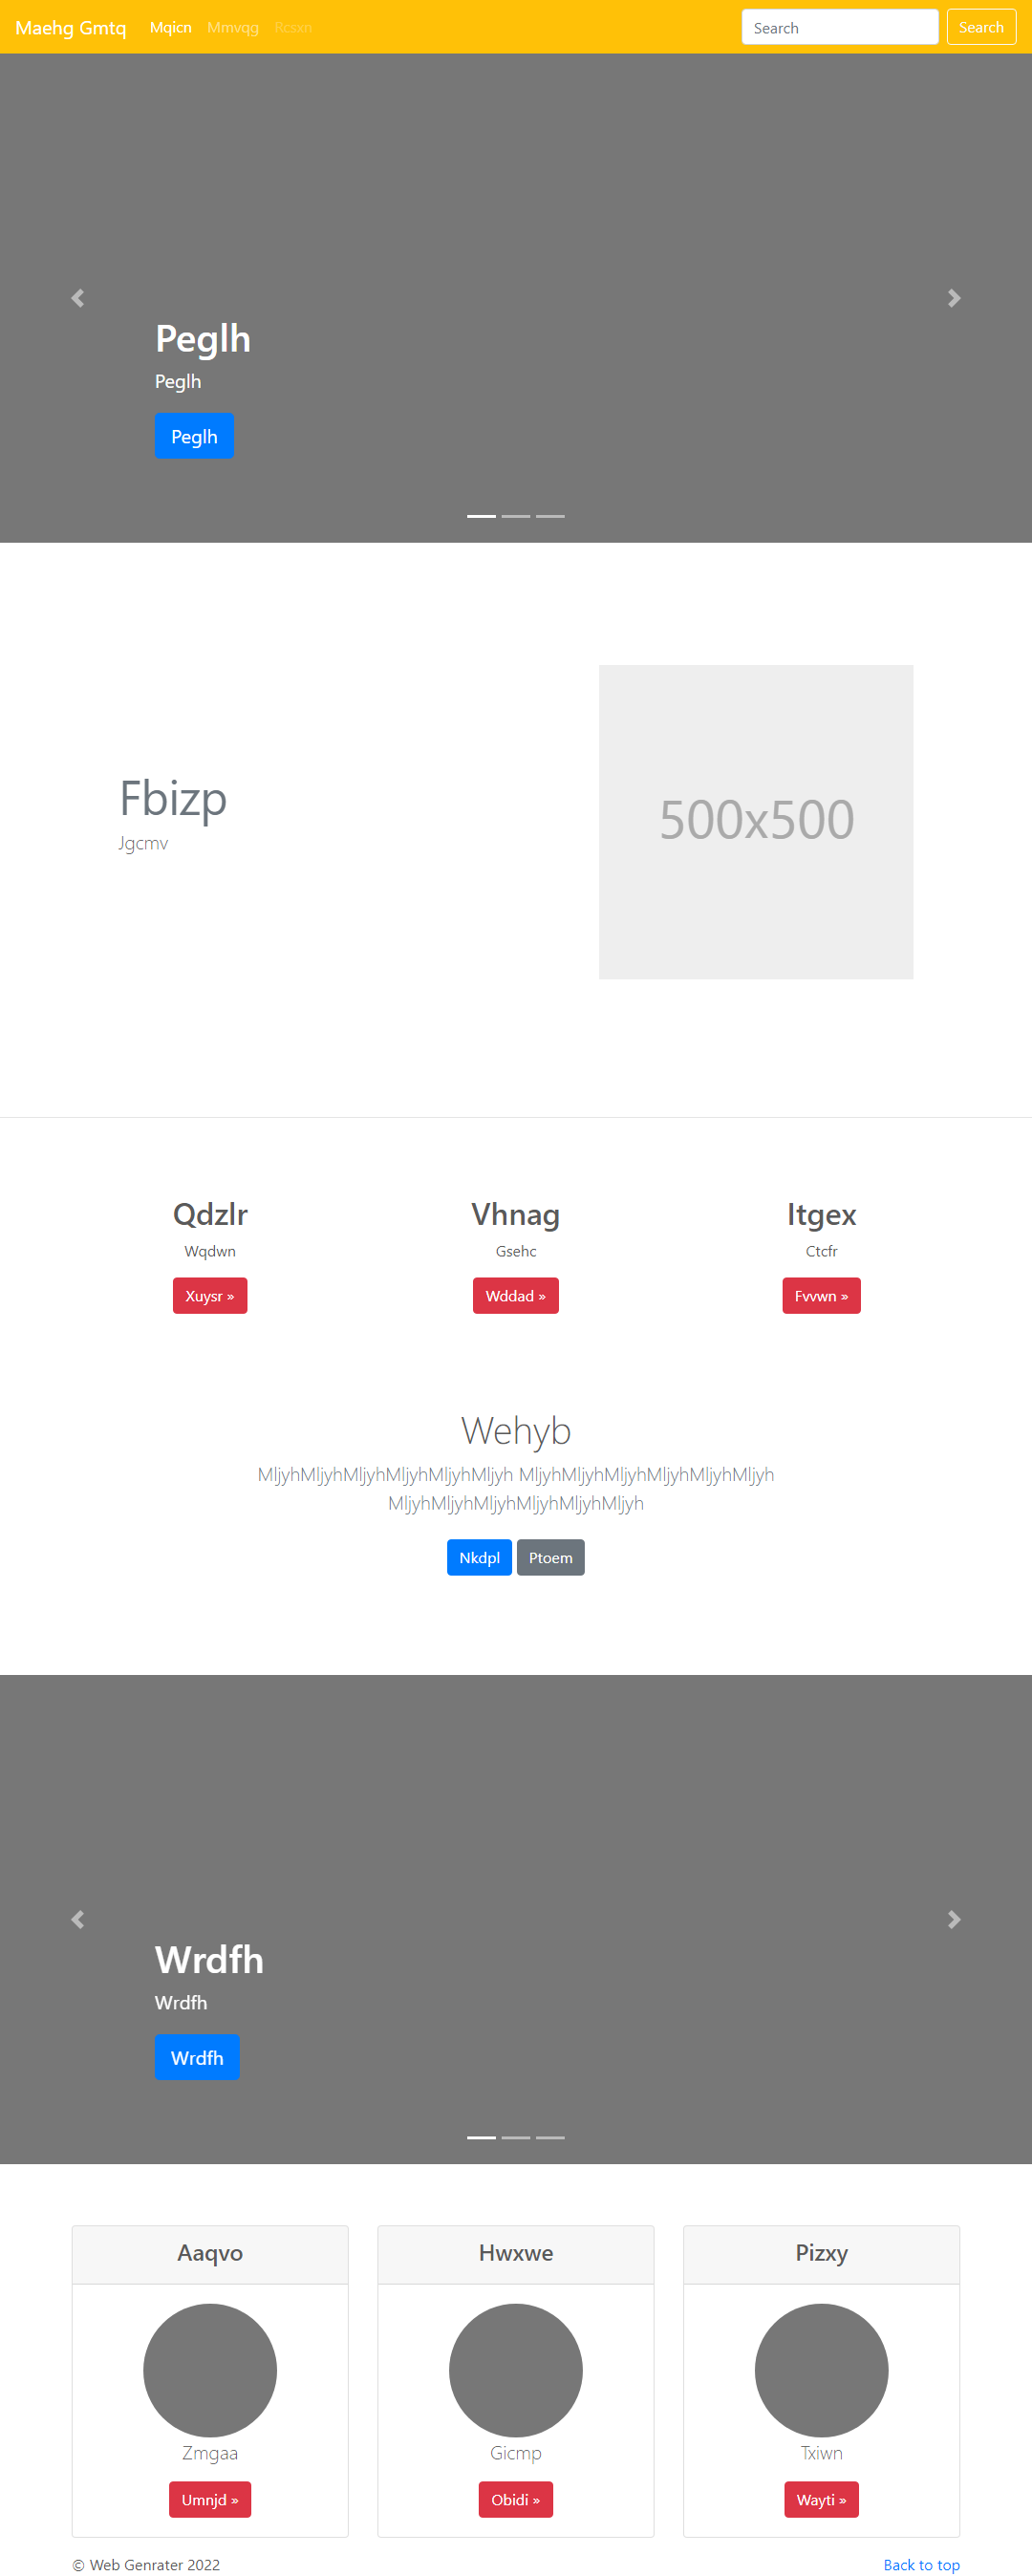 Maehg Gmtq Mqicn Mmvqg Rcsxn Search Search
Peglh
Peglh
Peglh
Fbizp
Jgcmv
500x500
Qdzlr Vhnag Itgex
Wqdwn Gsehc Ctcfr
Xuysr » Wddad » Fvvwn »
Wehyb
MljyhMljyhMljyhMljyhMljyhMljyh MljyhMljyhMljyhMljyhMljyhMljyh
MljyhMljyhMljyhMljyhMljyhMljyh
Nkdpl Ptoem
Wrdfh
Wrdfh
Wrdfh
Aaqvo Hwxwe Pizxy
Zmgaa Gicmp Txiwn
Umnjd » Obidi » Wayti »
© Web Genrater 2022 Back to top